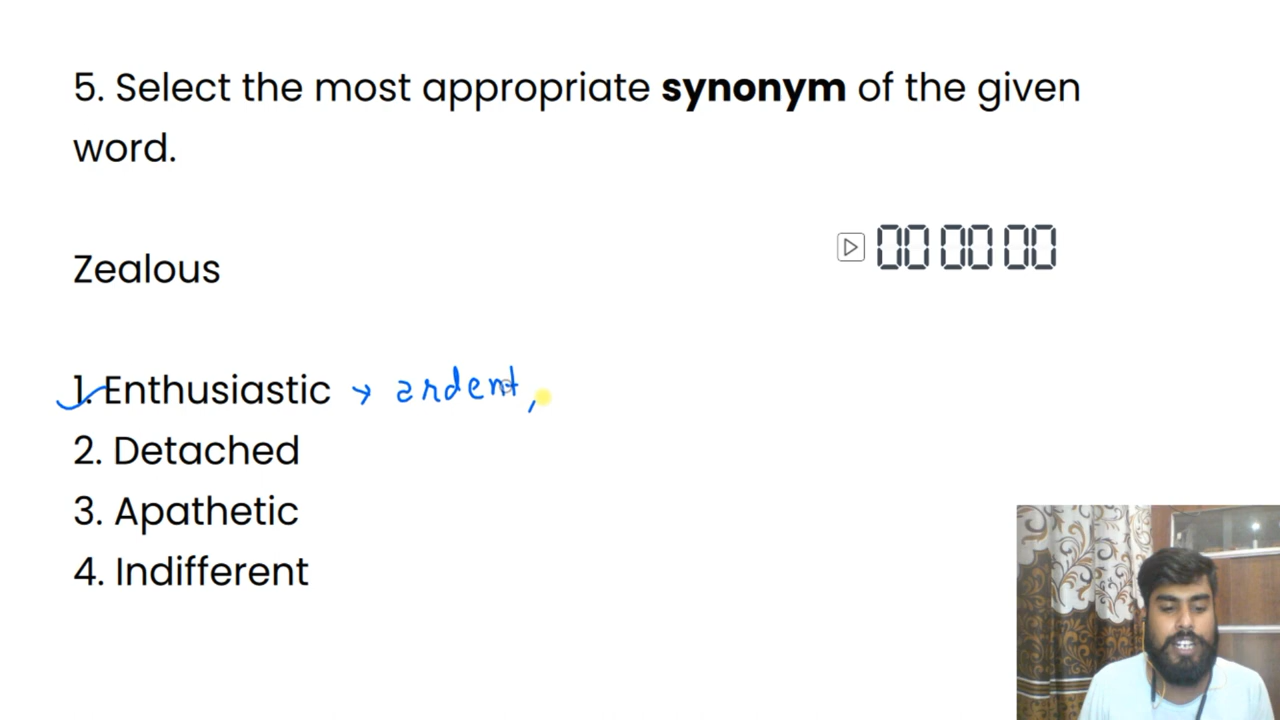 5. Select the most appropriate synonym of the given
word.
Zealous
00 00 00
1. Enthusiastic → ardent,
2. Detached
3. Apathetic
4. Indifferent